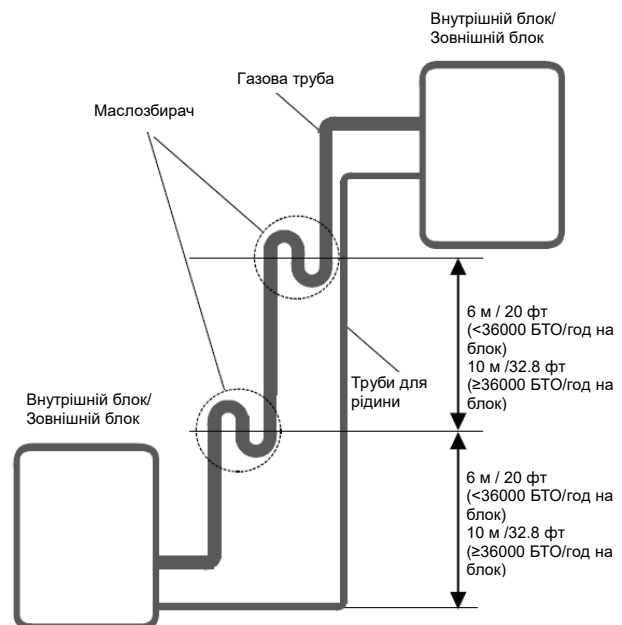 Внутрішній блок/
Зовнішній блок
Газова труба
Маслозбирач
6 м / 20 фт
(<36000 БТО/год на
блок)
10 м /32.8 фт
(≥36000 БТО/год на
блок)
Труби для
рідини
Внутрішній блок/
Зовнішній блок
6 м / 20 фт
(<36000 БТО/год на
блок)
10 м /32.8 фт
(≥36000 БТО/год на
блок)